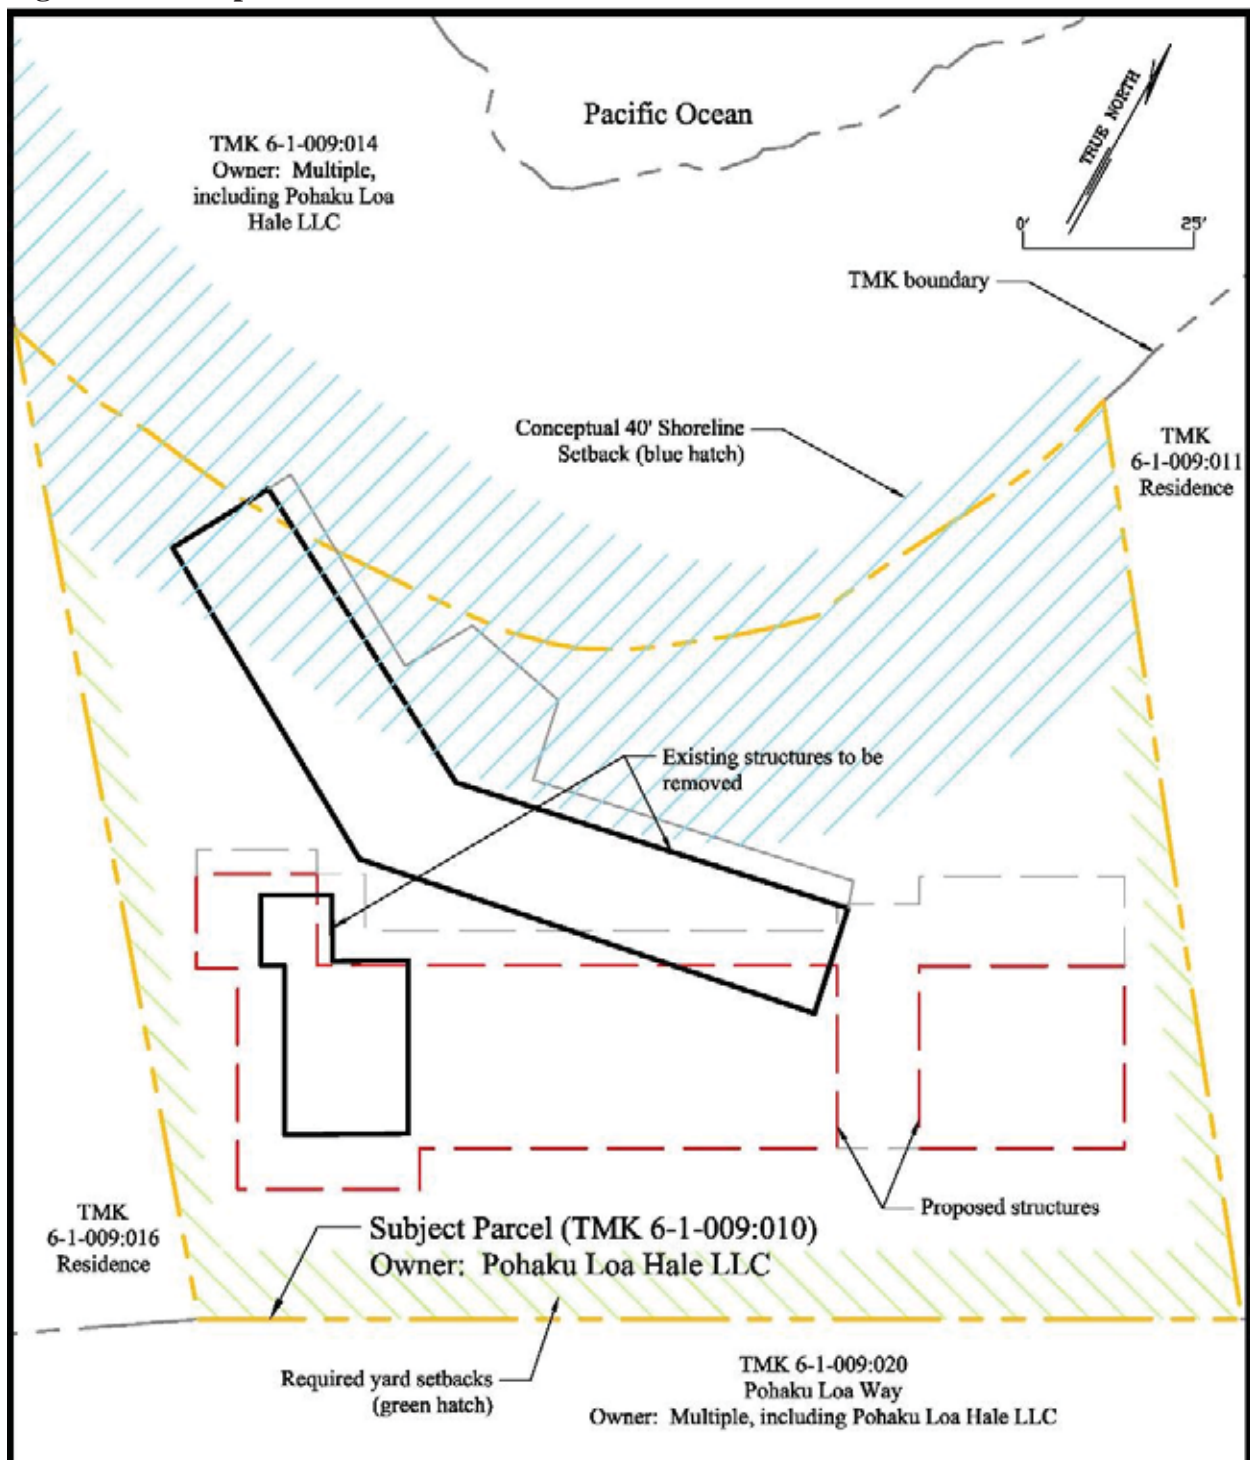 Pacific Ocean
TRUE NORTH
TMK 6-1-009:014
Owner: Multiple,
including Pohaku Loa
Hale LLC
0'
25'
TMK boundary
Conceptual 40' Shoreline
Setback (blue hatch)
TMK
6-1-009:011
Residence
Existing structures to be
removed
Proposed structures
TMK
6-1-009:016
Residence
Subject Parcel (TMK 6-1-009:010)
Owner: Pohaku Loa Hale LLC
Required yard setbacks
(green hatch)
TMK 6-1-009:020
Pohaku Loa Way
Owner: Multiple, including Pohaku Loa Hale LLC